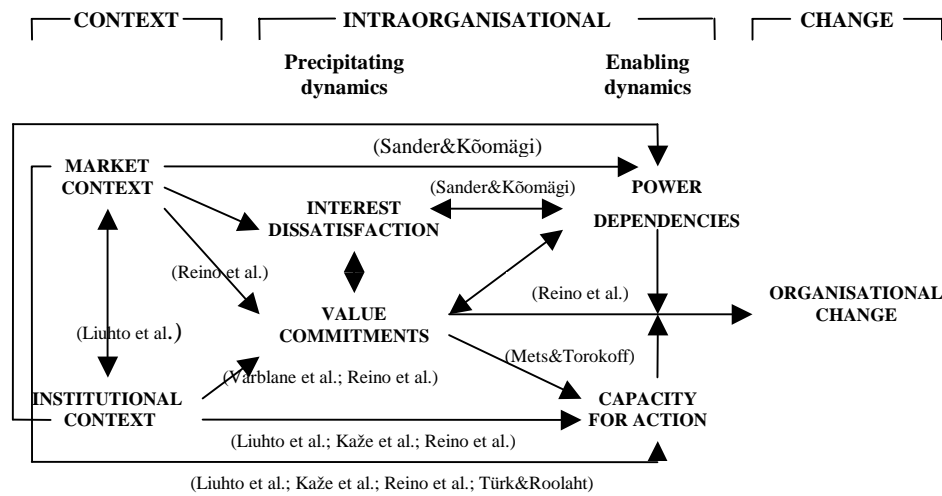 CONTEXT INTRAORGANISATIONAL CHANGE
Precipitating dynamics
Enabling dynamics
(Sander&Kõomägi)
MARKET CONTEXT
(Sander&Kõomägi)
POWER DEPENDENCIES
INTEREST DISSATISFACTION
(Reino et al.)
(Reino et al.)
ORGANISATIONAL CHANGE
VALUE COMMITMENTS
(Liuhto et al.)
(Mets&Torokoff)
(Varblane et al.; Reino et al.)
INSTITUTIONAL CONTEXT
CAPACITY FOR ACTION
(Liuhto et al.; Kaže et al.; Reino et al.)
(Liuhto et al.; Kaže et al.; Reino et al.; Türk&Roolaht)